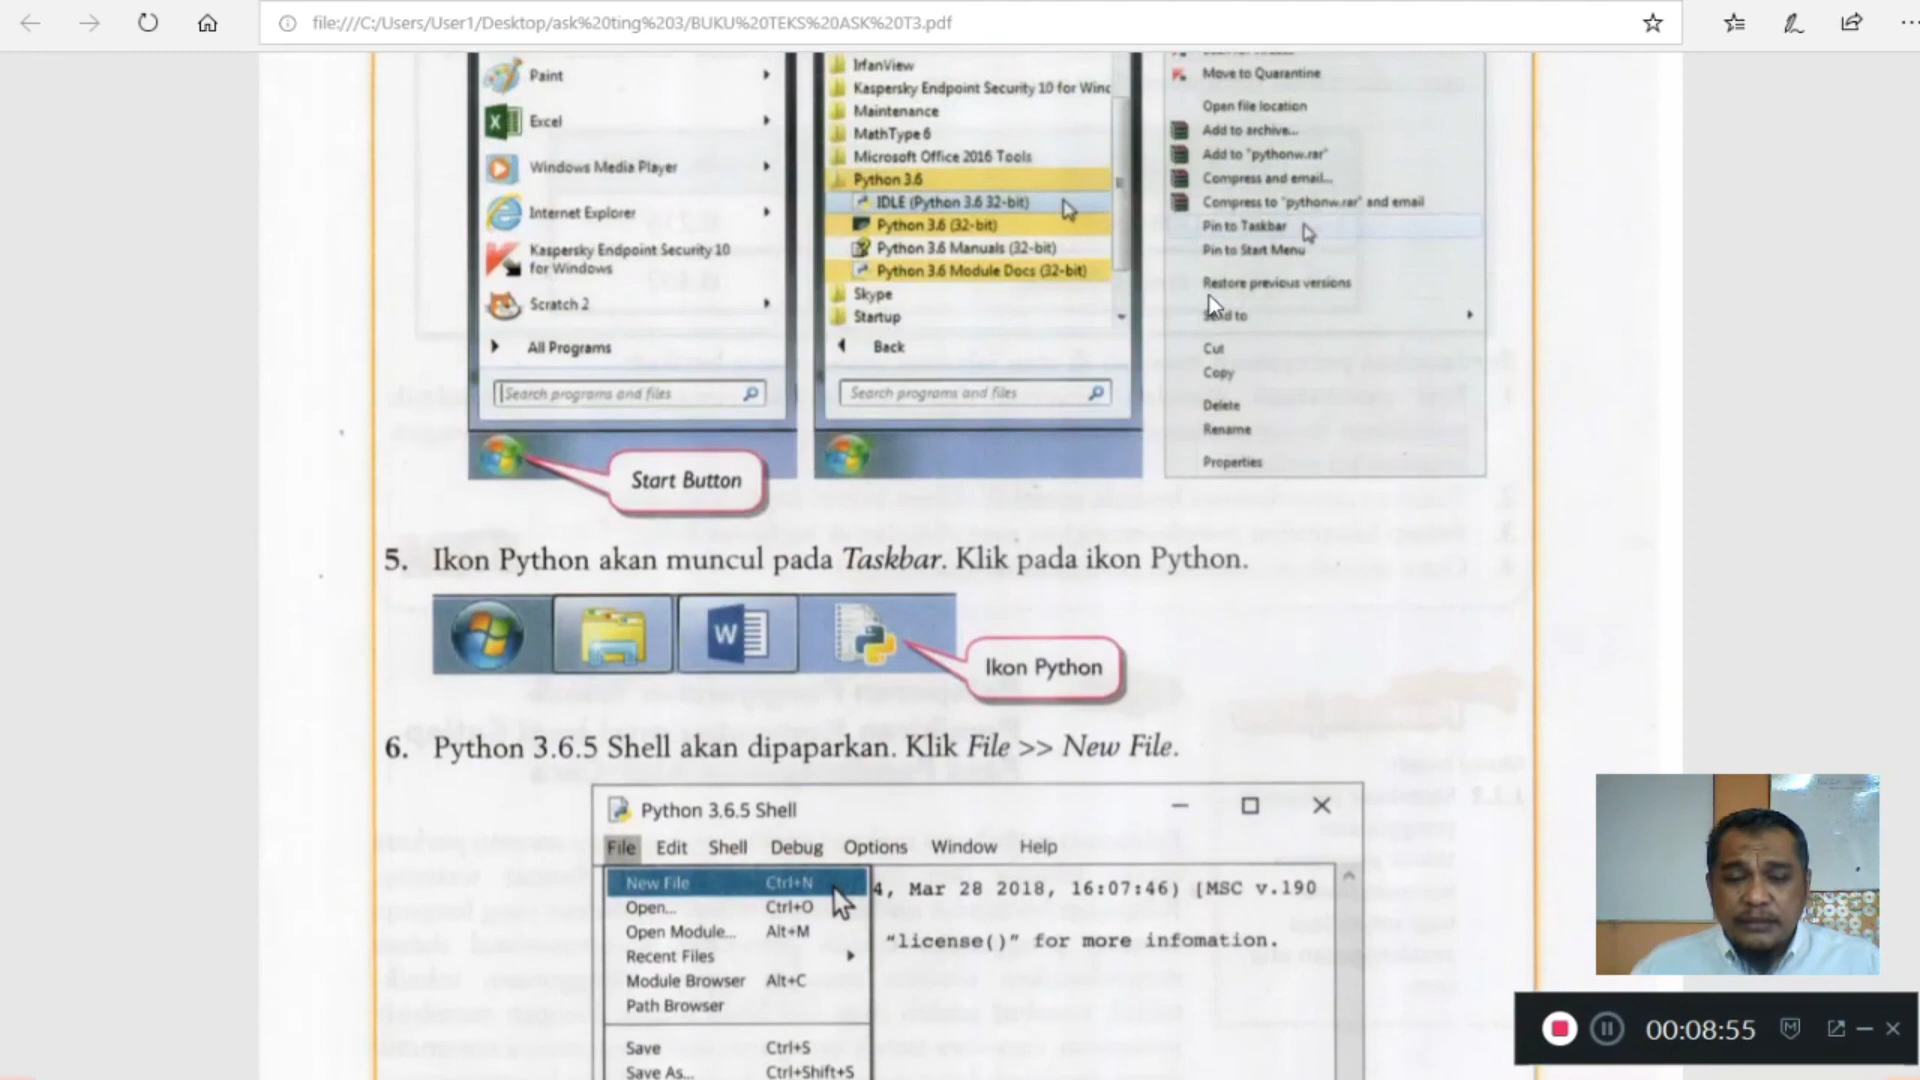 file:///C:/Users/User1/Desktop/ask%20ting%203/BUKU%20TEKS%20ASK%20T3.pdf
Paint
Excel
Windows Media Player
Internet Explorer
Kaspersky Endpoint Security 10
for Windows
Scratch 2
All Programs
Search programs and files
Start Button
IrfanView
Kaspersky Endpoint Security 10 for Winc
Maintenance
MathType 6
Microsoft Office 2016 Tools
Python 3.6
IDLE (Python 3.6 32-bit)
Python 3.6 (32-bit)
Python 3.6 Manuals (32-bit)
Python 3.6 Module Docs (32-bit)
Skype
Startup
Back
Search programs and files
Move to Quarantine
Open file location
Add to archive...
Add to "pythonw.rar"
Compress and email...
Compress to "pythonw.rar" and email
Pin to Taskbar
Pin to Start Menu
Restore previous versions
Send to
Cut
Copy
Delete
Rename
Properties
5. Ikon Python akan muncul pada Taskbar. Klik pada ikon Python.
W
Ikon Python
6. Python 3.6.5 Shell akan dipaparkan. Klik File >> New File.
Python 3.6.5 Shell
File Edit Shell Debug Options Window Help
New File Ctrl+N
4, Mar 28 2018, 16:07:46) [MSC v.190
Open... Ctrl+O
Open Module... Alt+M
"license()" for more infomation.
Recent Files
Module Browser Alt+C
Path Browser
Save Ctrl+S
Save As... Ctrl+Shift+S
00:08:55